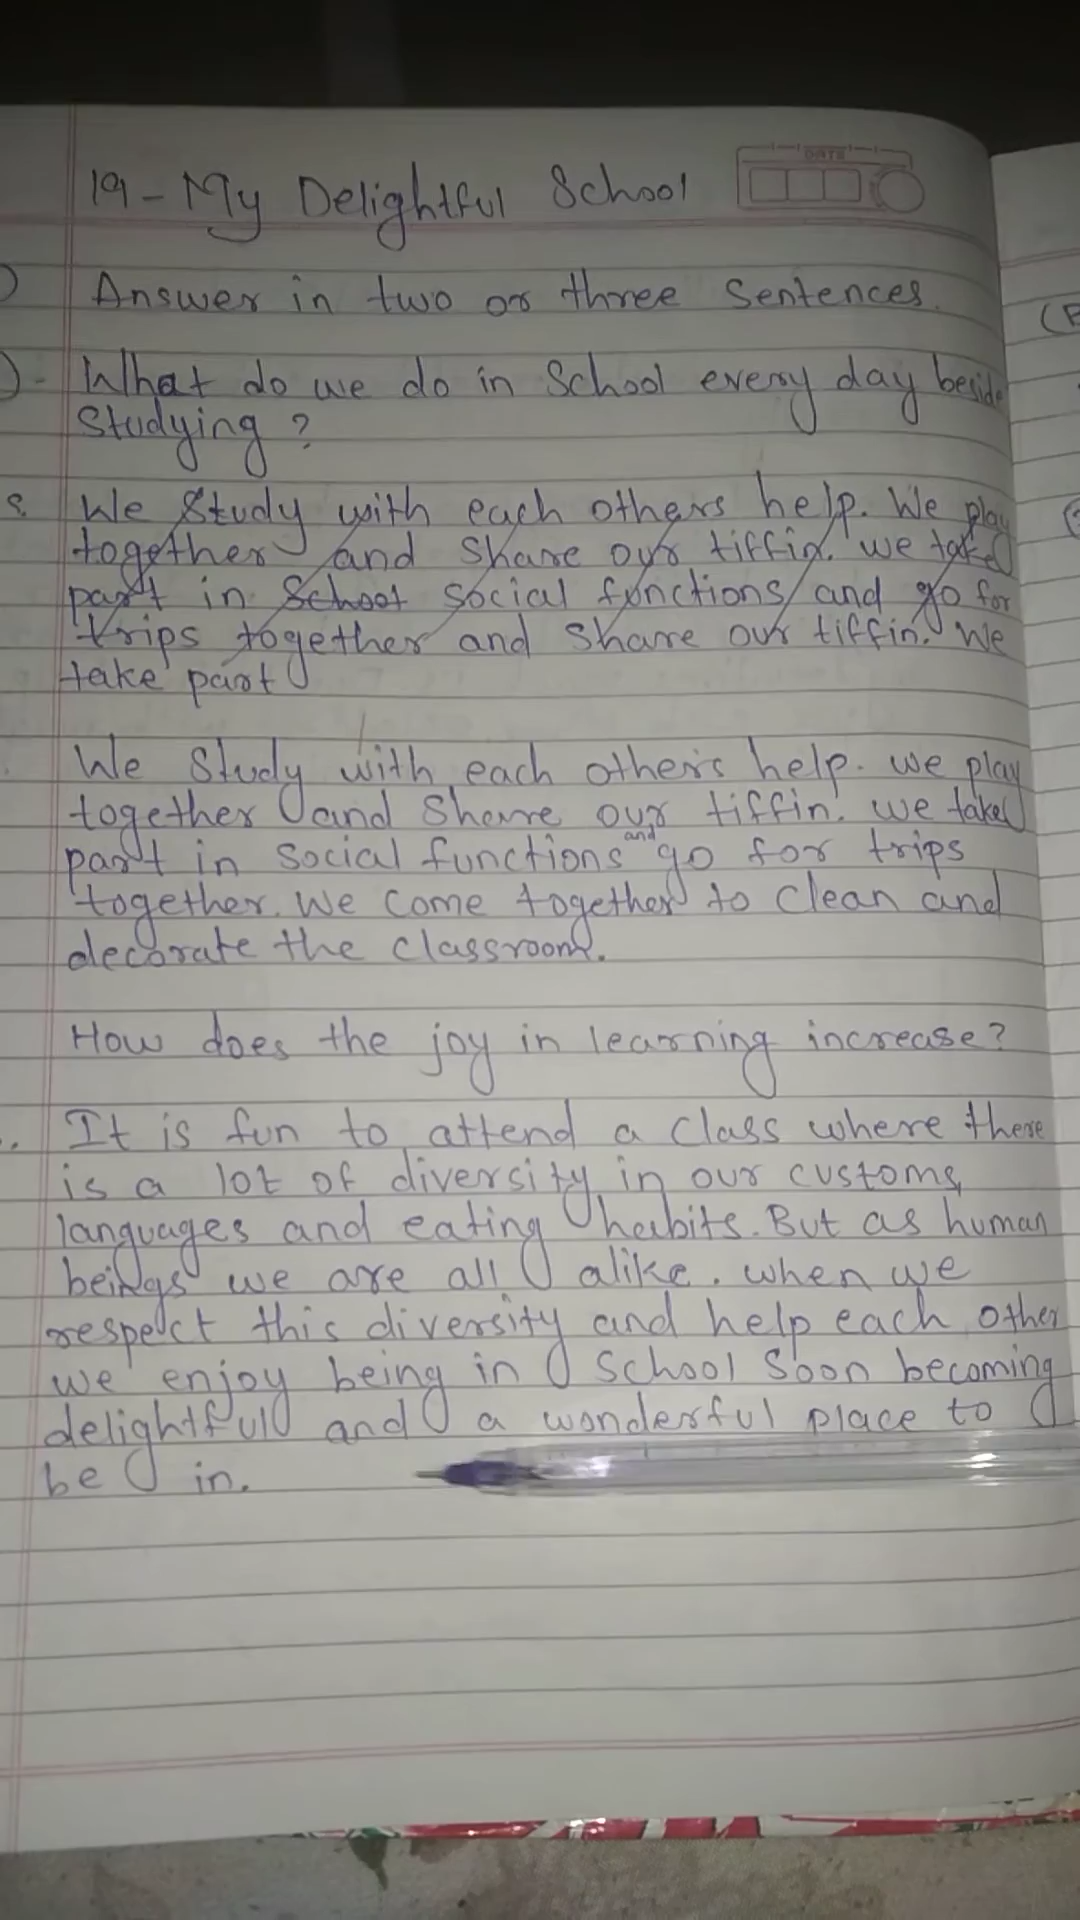 19 - My Delightful School
DATE
Answer in two or three Sentences.
What do we do in School every day beside
Studying ?
We Study with each others help. We play
together and Share our tiffin. we take
part in School social functions and go for
trips together and Share our tiffin. We
take part
We Study with each other's help. we play
together and Share our tiffin. we take
part in social functions and go for trips
together. We come together to clean and
decorate the classroom.
How does the joy in learning increase?
It is fun to attend a class where there
is a lot of diversity in our customs,
languages and eating habits. But as human
beings we are all alike. when we
respect this diversity and help each other
we enjoy being in School Soon becoming
delightful and a wonderful place to
be in.